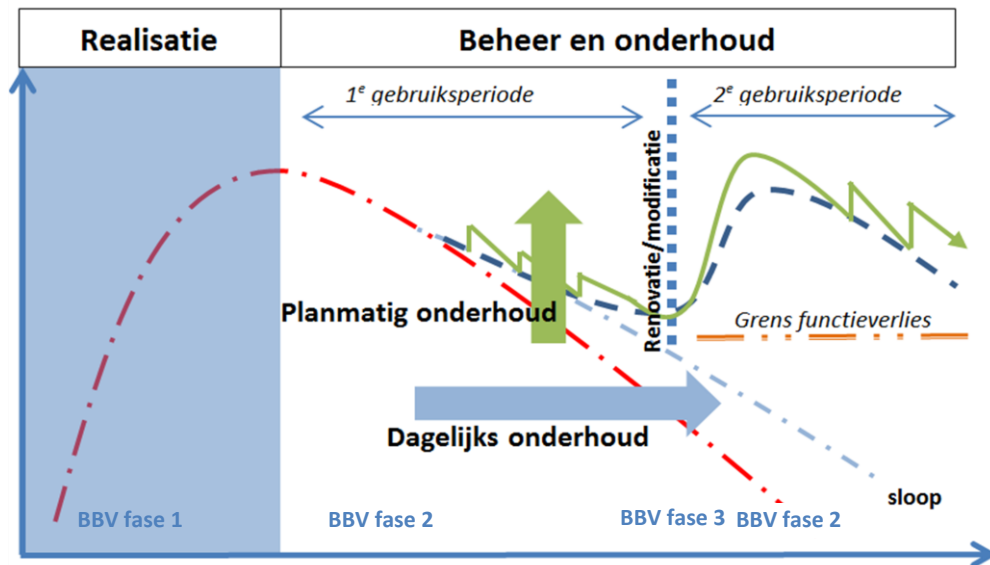 Realisatie
Beheer en onderhoud
1e gebruiksperiode
2e gebruiksperiode
Renovatie/modificatie
Planmatig onderhoud
Grens functieverlies
Dagelijks onderhoud
sloop
BBV fase 1
BBV fase 2
BBV fase 3
BBV fase 2